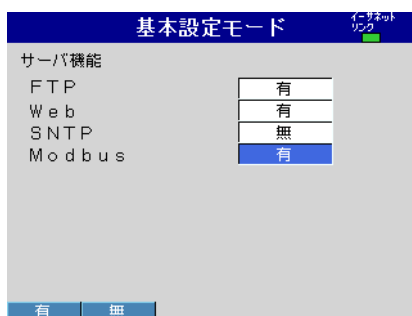 基本設定モード
イーサネット
リンク
サーバ機能
ＦＴＰ 有
Ｗｅｂ 有
ＳＮＴＰ 無
Ｍｏｄｂｕｓ 有
有 無